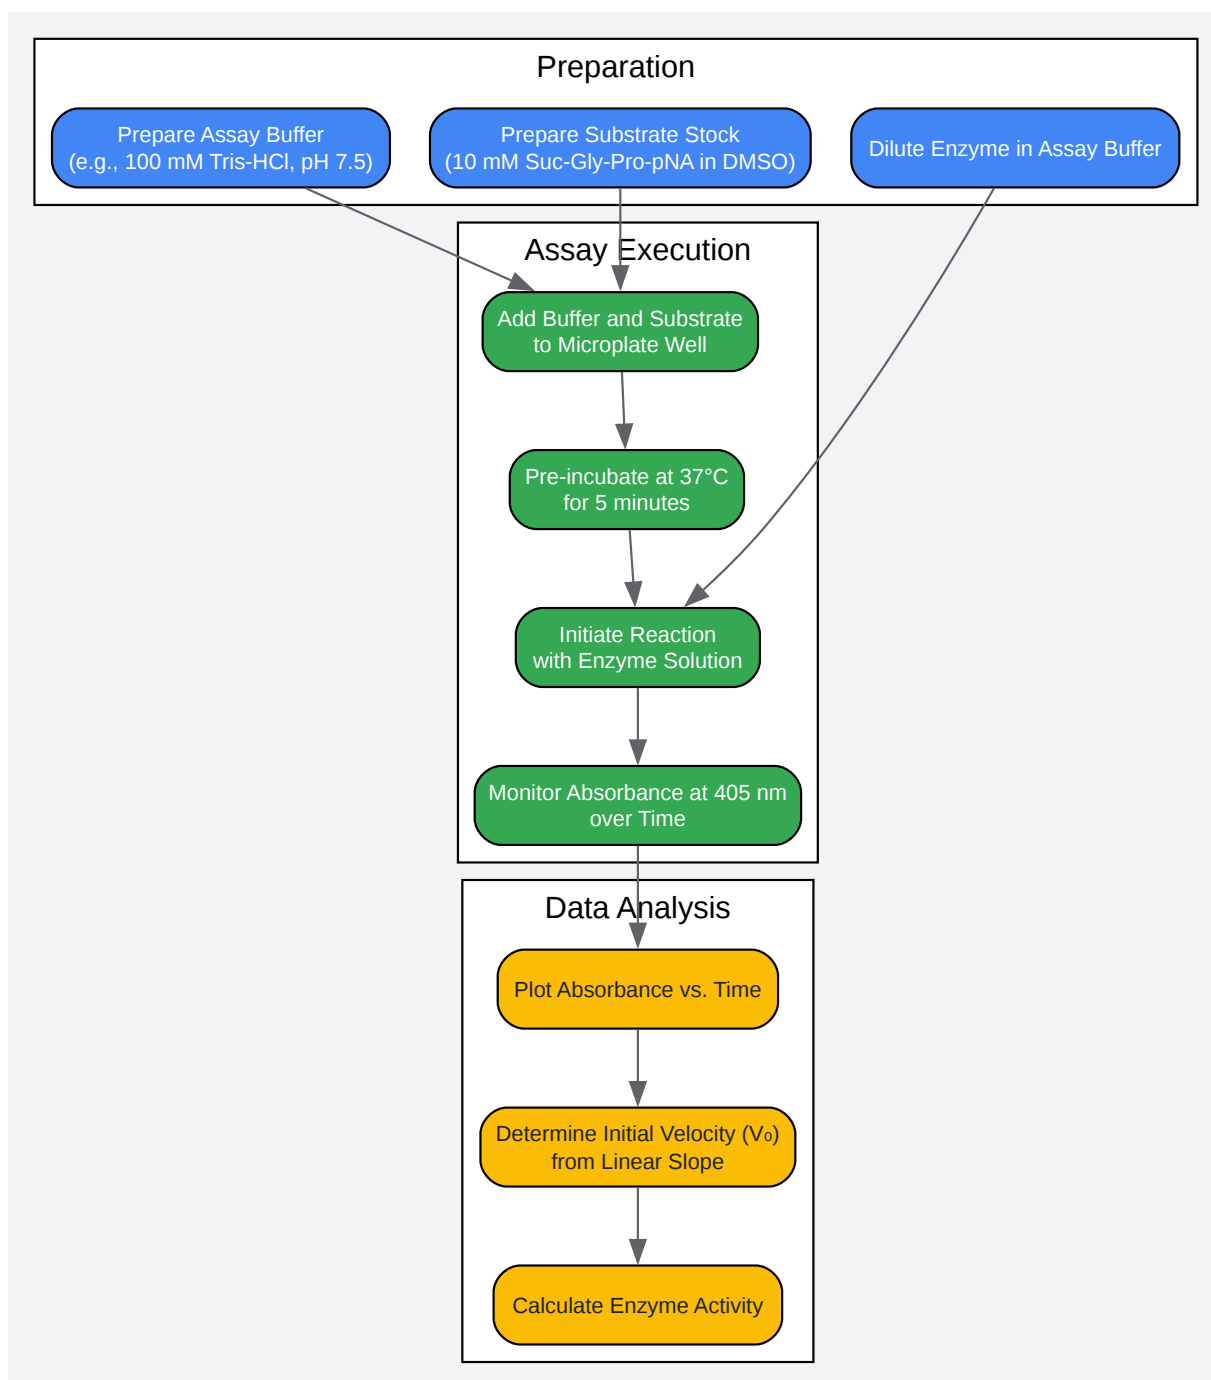 Preparation
Prepare Assay Buffer
(e.g., 100 mM Tris-HCl, pH 7.5)
Prepare Substrate Stock
(10 mM Suc-Gly-Pro-pNA in DMSO)
Dilute Enzyme in Assay Buffer
Assay Execution
Add Buffer and Substrate
to Microplate Well
Pre-incubate at 37°C
for 5 minutes
Initiate Reaction
with Enzyme Solution
Monitor Absorbance at 405 nm
over Time
Data Analysis
Plot Absorbance vs. Time
Determine Initial Velocity (V₀)
from Linear Slope
Calculate Enzyme Activity